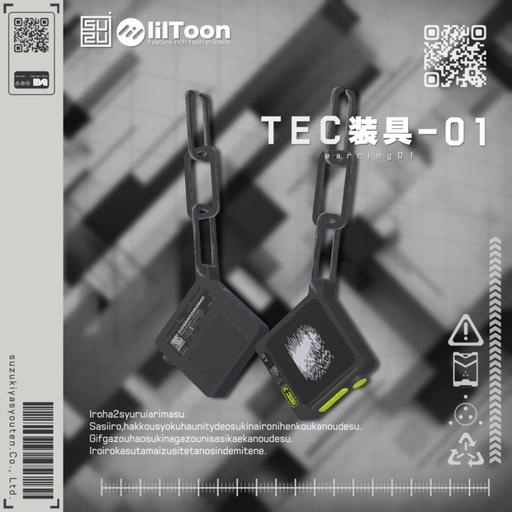 SUZU
lilToon
Feature-rich Toon shaders
TEC装具-01
earring01
Iroha2syuruiarimasu.
Sasiiro,hakkousyokuhaunitydeosukinaironihenkoukanoudesu.
Gifgazouhaosukinagazounisasikaekanoudesu.
Iroirokasutamaizusitetanosindemitene.
suzukiyasyouten.Co., Ltd